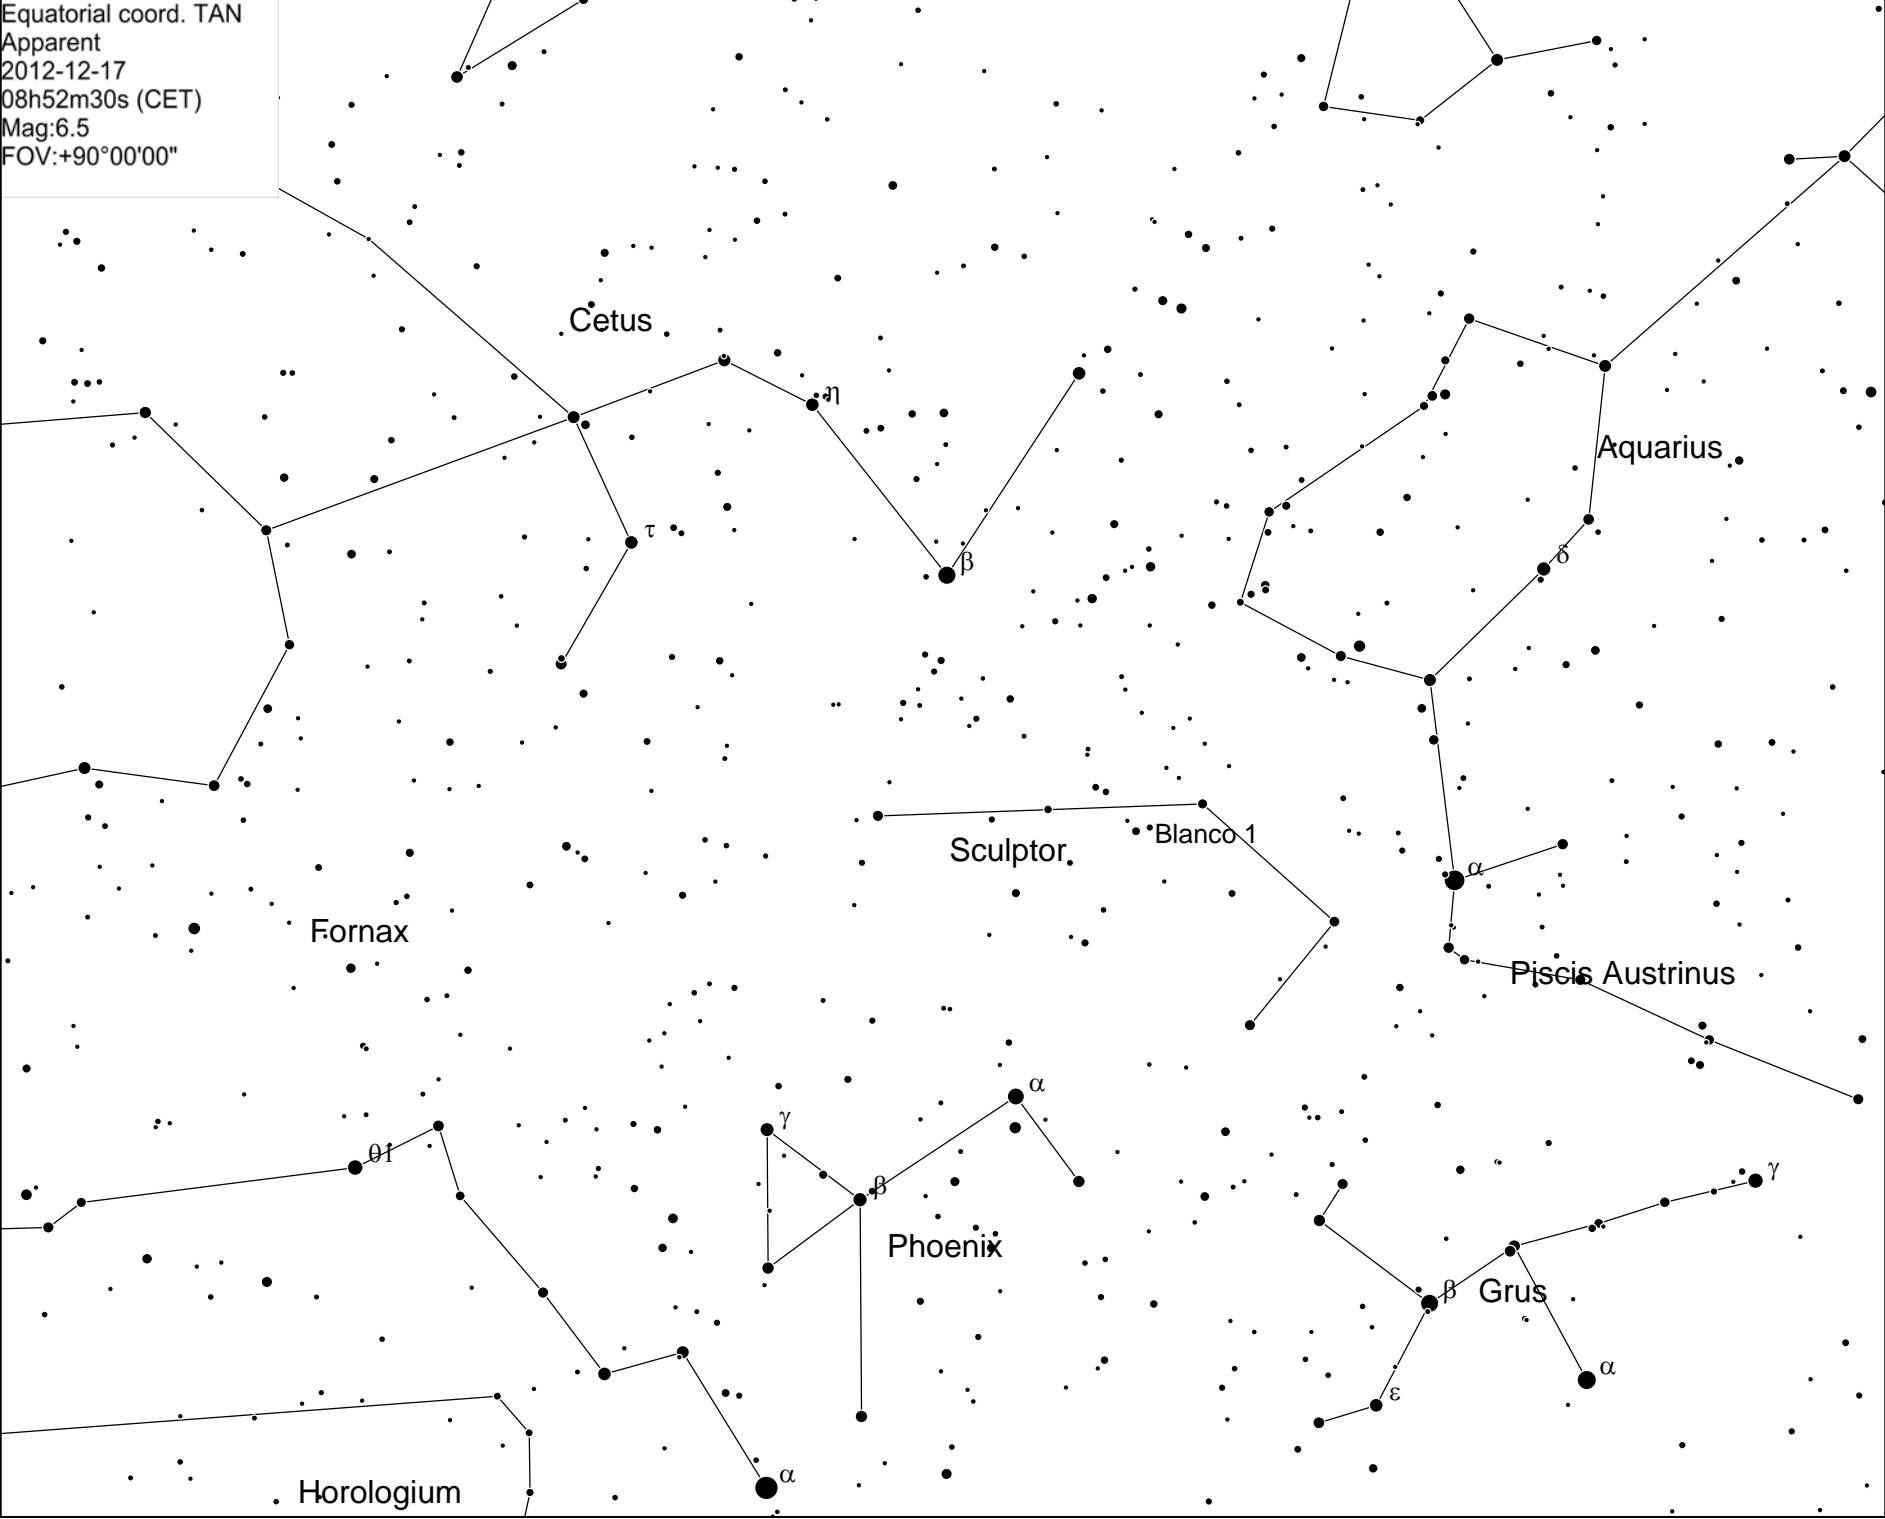 Equatorial coord. TAN
Apparent
2012-12-17
08h52m30s (CET)
Mag:6.5
FOV:+90°00'00"
Cetus
η
Aquarius
τ
β
δ
Blanco 1
Sculptor
α
Fornax
Piscis Austrinus
α
γ
θ1
γ
β
Phoenix
β
Grus
α
ε
α
Horologium